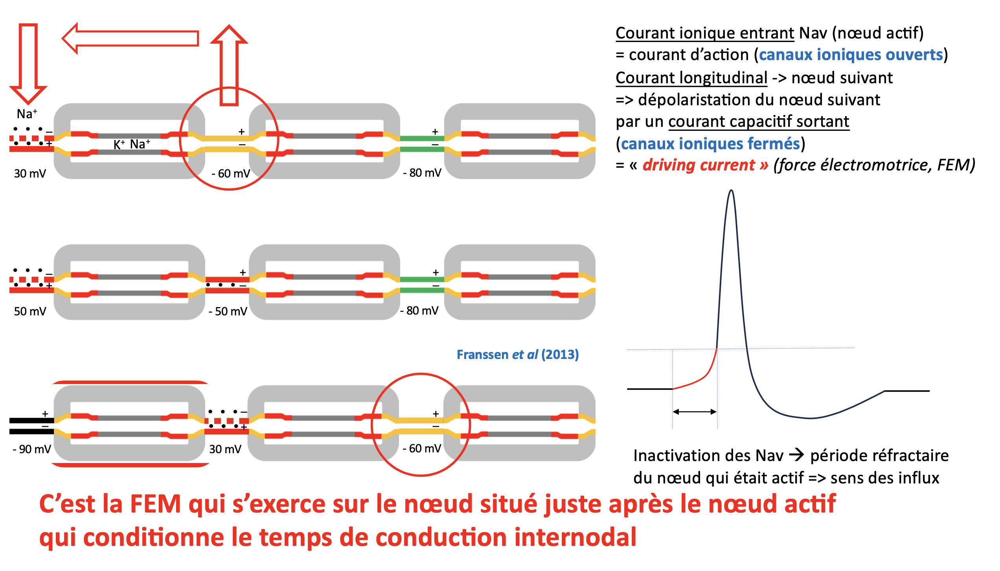 Courant ionique entrant Nav (nœud actif)
= courant d’action (canaux ioniques ouverts)
Courant longitudinal -> nœud suivant
=> dépolaristation du nœud suivant
par un courant capacitif sortant
(canaux ioniques fermés)
= « driving current » (force électromotrice, FEM)
Na⁺
–
+
K⁺ Na⁺
+
–
+
–
30 mV
- 60 mV
- 80 mV
–
+
+
–
+
–
50 mV
- 50 mV
- 80 mV
Franssen et al (2013)
+
–
–
+
+
–
- 90 mV
30 mV
- 60 mV
Inactivation des Nav → période réfractaire
du nœud qui était actif => sens des influx
C’est la FEM qui s’exerce sur le nœud situé juste après le nœud actif
qui conditionne le temps de conduction internodal